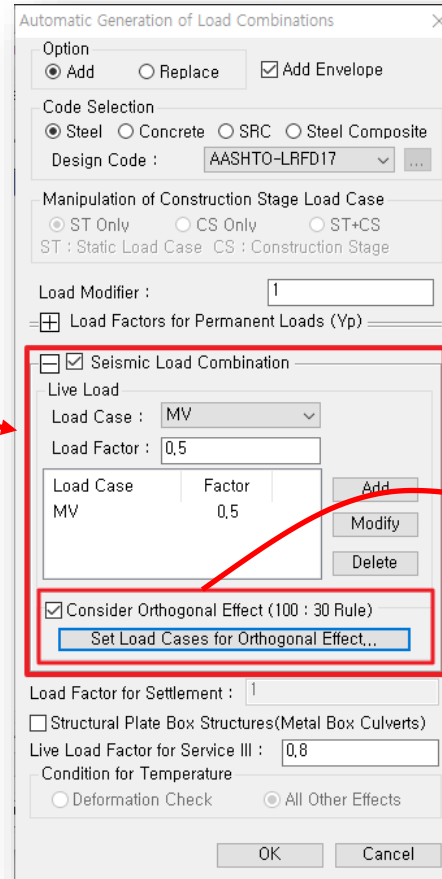 Automatic Generation of Load Combinations
Option
Add Replace Add Envelope
Code Selection
Steel Concrete SRC Steel Composite
Design Code : AASHTO-LRFD17 ...
Manipulation of Construction Stage Load Case
ST Only CS Only ST+CS
ST : Static Load Case CS : Construction Stage
Load Modifier : 1
Load Factors for Permanent Loads (Yp)
Seismic Load Combination
Live Load
Load Case : MV
Load Factor : 0,5
Load Case Factor Add
MV 0,5
Modify
Delete
Consider Orthogonal Effect (100 : 30 Rule)
Set Load Cases for Orthogonal Effect,,,
Load Factor for Settlement : 1
Structural Plate Box Structures(Metal Box Culverts)
Live Load Factor for Service III : 0,8
Condition for Temperature
Deformation Check All Other Effects
OK Cancel